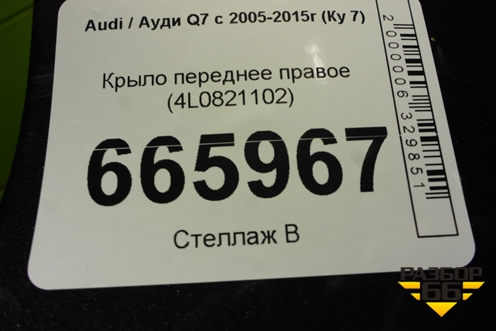 Audi / Ауди Q7 с 2005-2015г (Ку 7)
Крыло переднее правое
(4L0821102)
665967
Стеллаж В
2000006329851
РАЗБОР
66